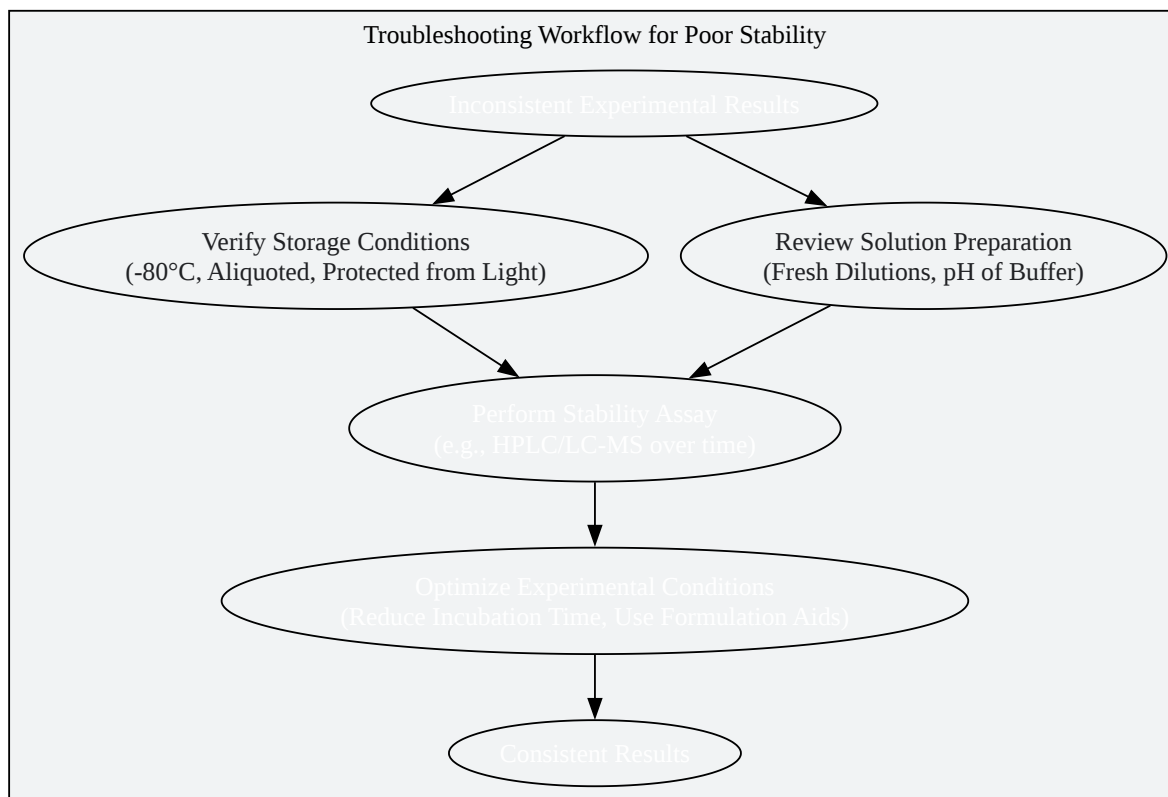 Troubleshooting Workflow for Poor Stability
Inconsistent Experimental Results
Verify Storage Conditions
(-80°C, Aliquoted, Protected from Light)
Review Solution Preparation
(Fresh Dilutions, pH of Buffer)
Perform Stability Assay
(e.g., HPLC/LC-MS over time)
Optimize Experimental Conditions
(Reduce Incubation Time, Use Formulation Aids)
Consistent Results